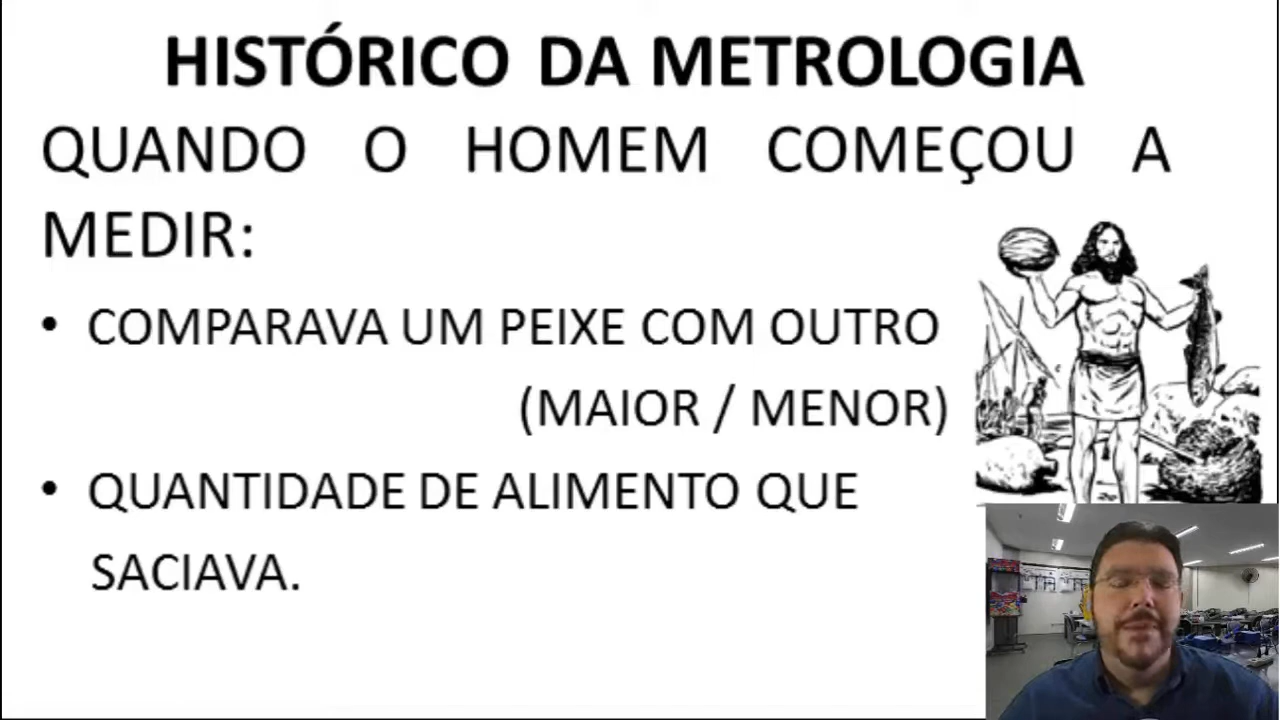 HISTÓRICO DA METROLOGIA
QUANDO O HOMEM COMEÇOU A
MEDIR:
• COMPARAVA UM PEIXE COM OUTRO
(MAIOR / MENOR)
• QUANTIDADE DE ALIMENTO QUE
SACIAVA.